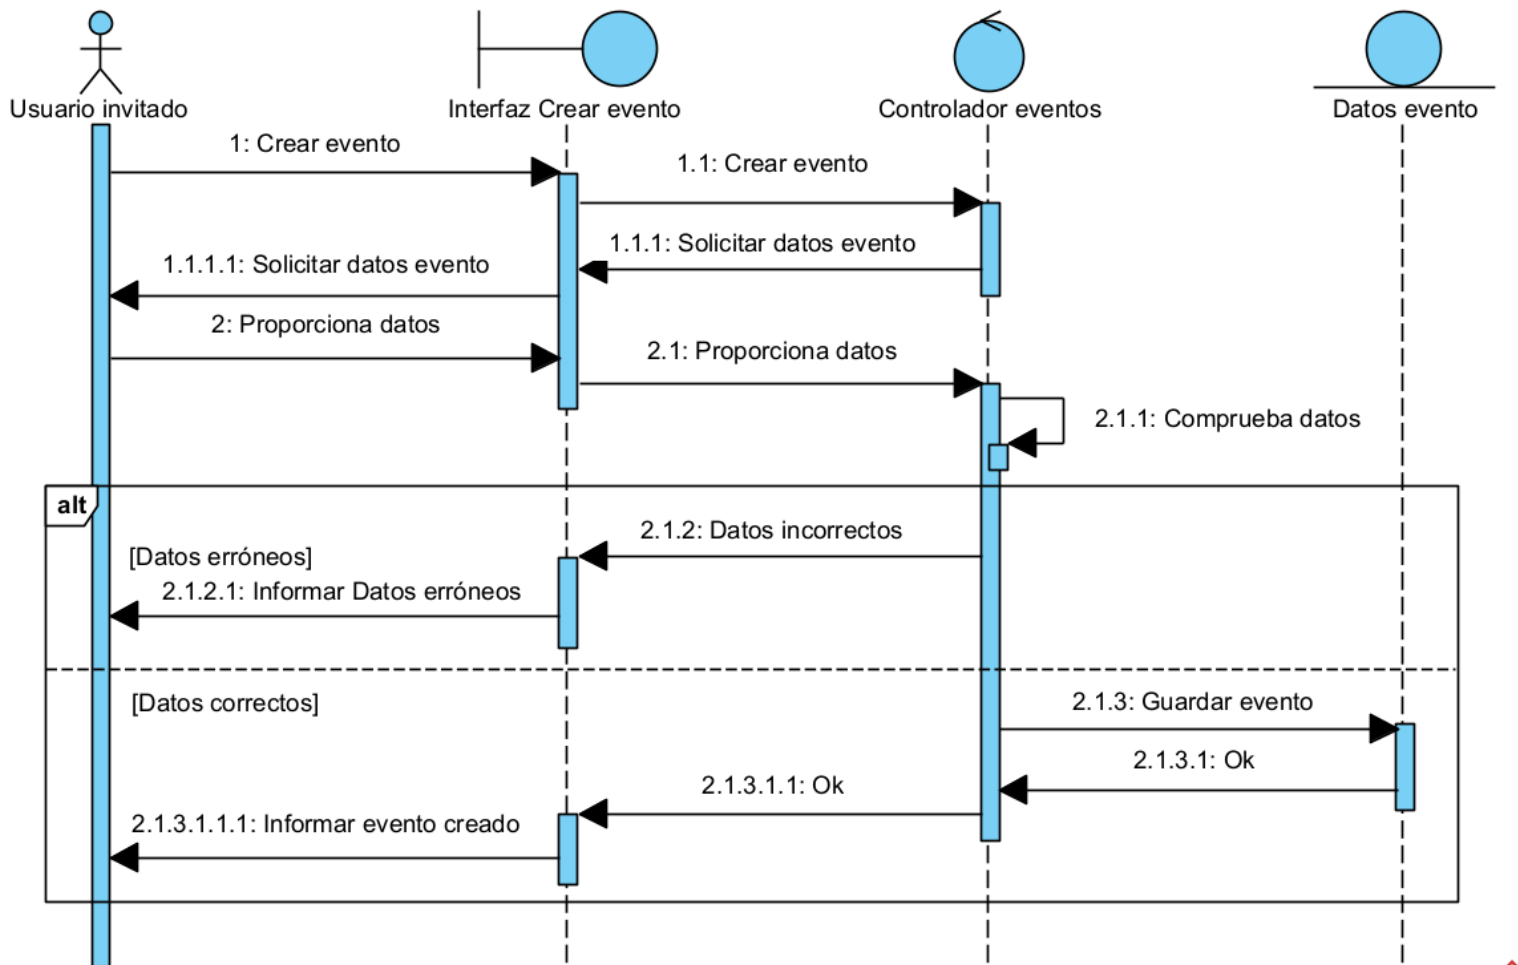 Usuario invitado
Interfaz Crear evento
Controlador eventos
Datos evento
1: Crear evento
1.1: Crear evento
1.1.1: Solicitar datos evento
1.1.1.1: Solicitar datos evento
2: Proporciona datos
2.1: Proporciona datos
2.1.1: Comprueba datos
alt
2.1.2: Datos incorrectos
[Datos erróneos]
2.1.2.1: Informar Datos erróneos
[Datos correctos]
2.1.3: Guardar evento
2.1.3.1: Ok
2.1.3.1.1: Ok
2.1.3.1.1.1: Informar evento creado